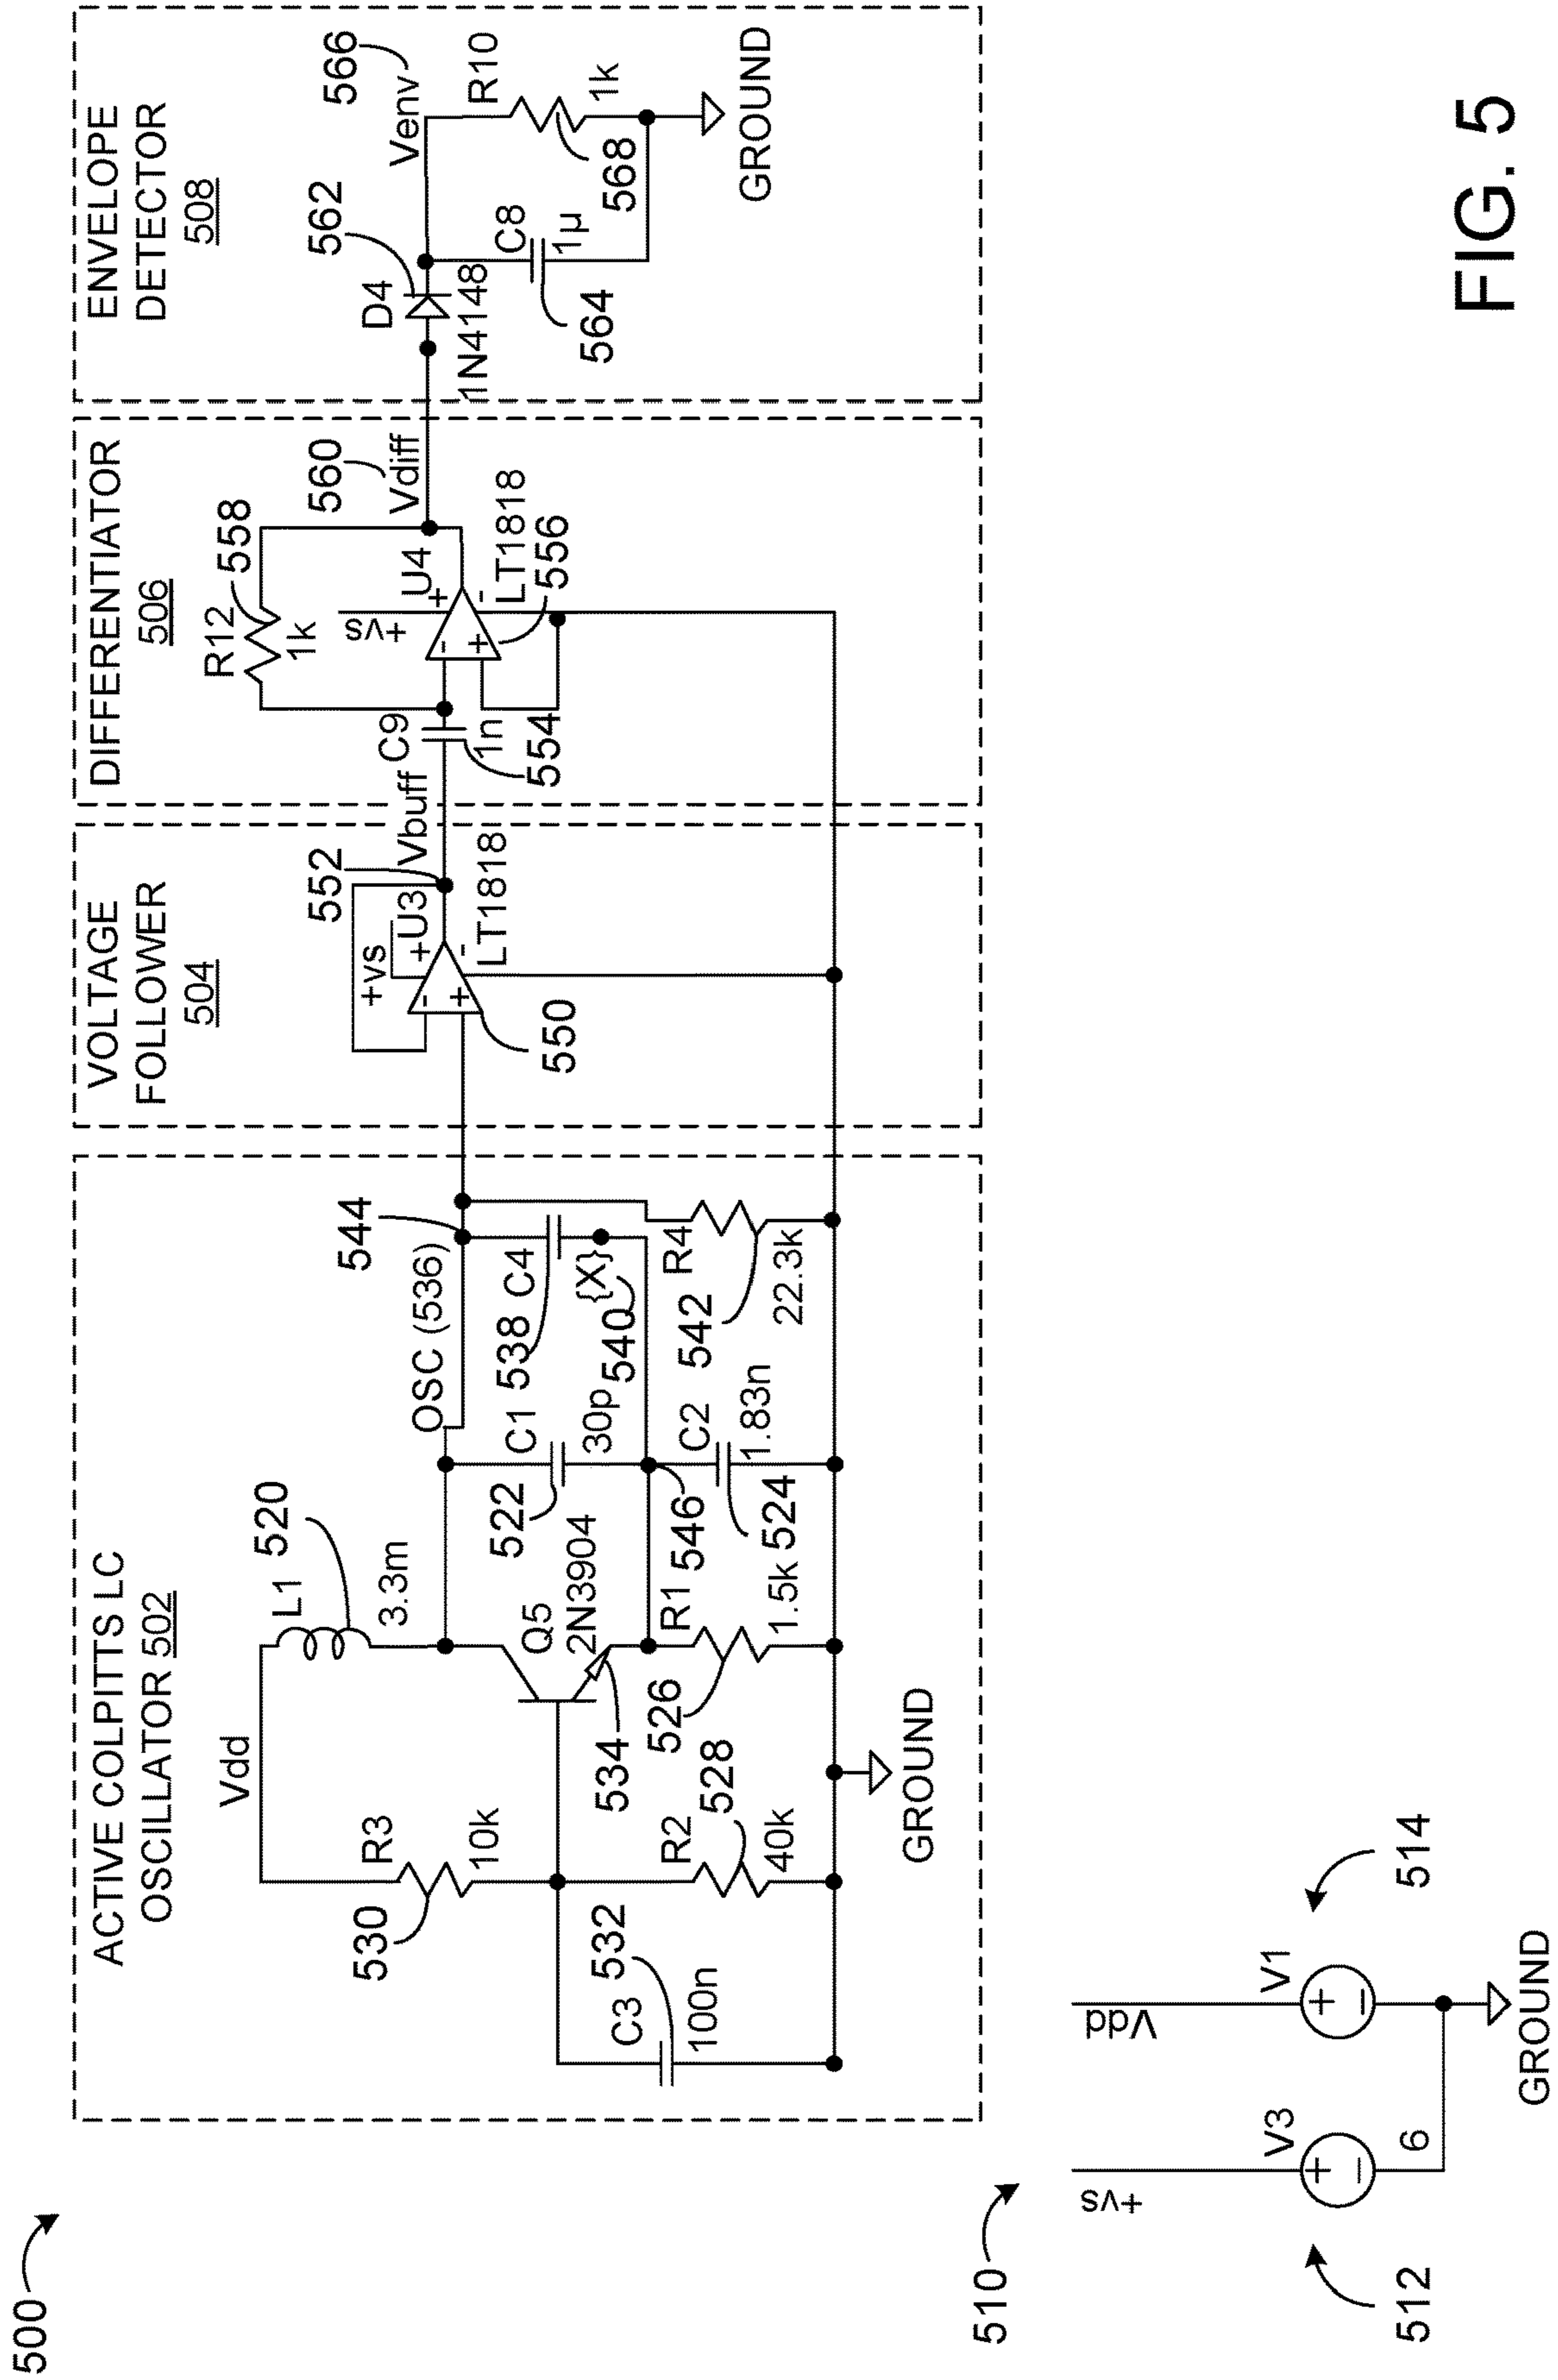 500
ACTIVE COLPITTS LC
OSCILLATOR 502
Vdd
L1
520
3.3m
R3
530
10k
532
C3
100n
R2
528
40k
534
Q5
2N3904
R1
526
1.5k
OSC (536)
C1
522
30p
546
C2
524
1.83n
544
C4
538
{X}
540
R4
542
22.3k
GROUND
VOLTAGE
FOLLOWER
504
+vs
-
+
+
-
U3
552
Vbuff
LT1818
550
DIFFERENTIATOR
506
R12
558
1k
+vs
C9
1n
554
-
+
+
-
U4
LT1818
556
560
Vdiff
ENVELOPE
DETECTOR
508
D4
562
1N4148
Venv
566
C8
1µ
564
R10
1k
568
GROUND
510
+vs
V3
+
–
6
512
Vdd
V1
+
–
514
GROUND
FIG. 5